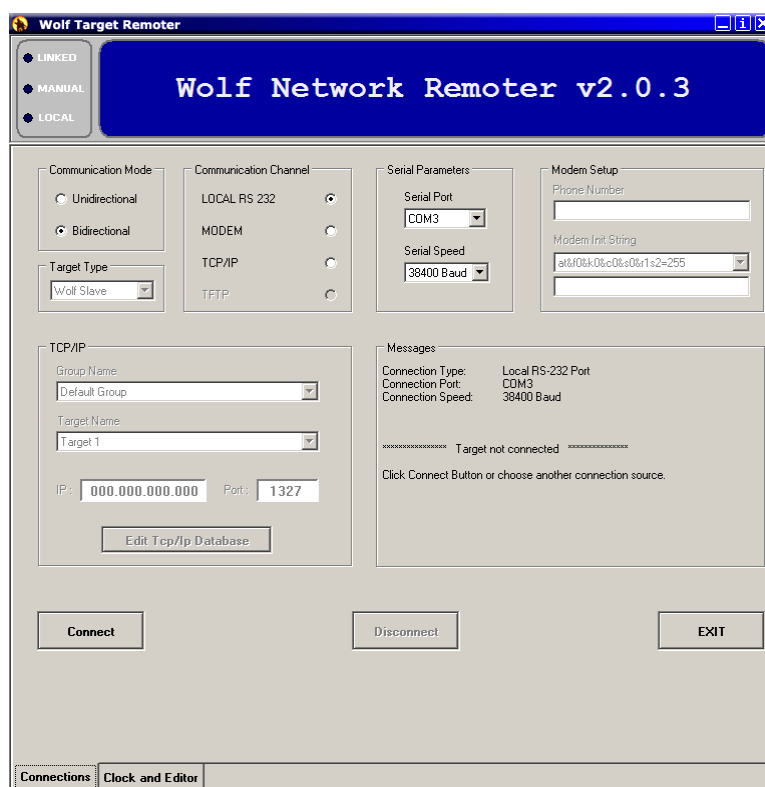 Wolf Target Remoter
LINKED
MANUAL
LOCAL
Wolf Network Remoter v2.0.3
Communication Mode
Unidirectional
Bidirectional
Target Type
Wolf Slave
Communication Channel
LOCAL RS 232
MODEM
TCP/IP
TFTP
Serial Parameters
Serial Port
COM3
Serial Speed
38400 Baud
Modem Setup
Phone Number
Modem Init String
at&f0&k0&c0&s0&r1s2=255
TCP/IP
Group Name
Default Group
Target Name
Target 1
IP : 000.000.000.000 Port : 1327
Edit Tcp/Ip Database
Messages
Connection Type: Local RS-232 Port
Connection Port: COM3
Connection Speed: 38400 Baud
*************** Target not connected **************
Click Connect Button or choose another connection source.
Connect
Disconnect
EXIT
Connections
Clock and Editor